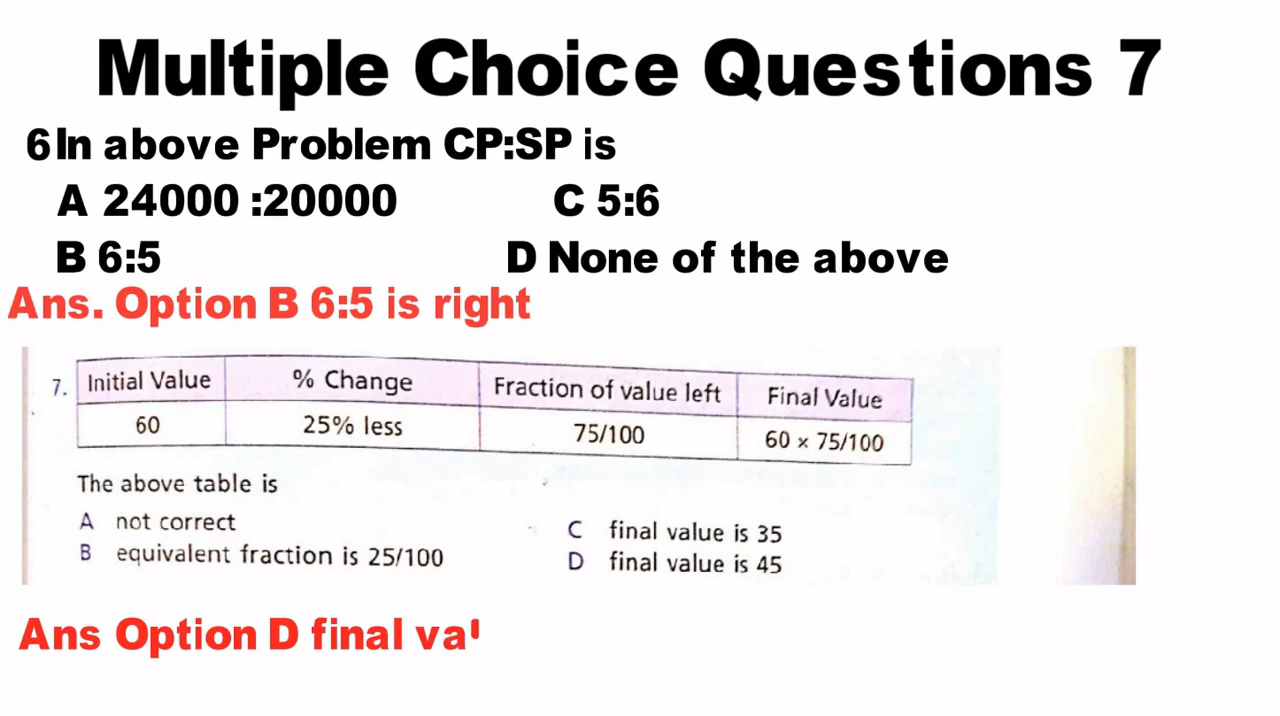 Multiple Choice Questions 7
6 In above Problem CP:SP is
A 24000 :20000 C 5:6
B 6:5 D None of the above
Ans. Option B 6:5 is right
7. Initial Value % Change Fraction of value left Final Value
60 25% less 75/100 60 × 75/100
The above table is
A not correct C final value is 35
B equivalent fraction is 25/100 D final value is 45
Ans Option D final